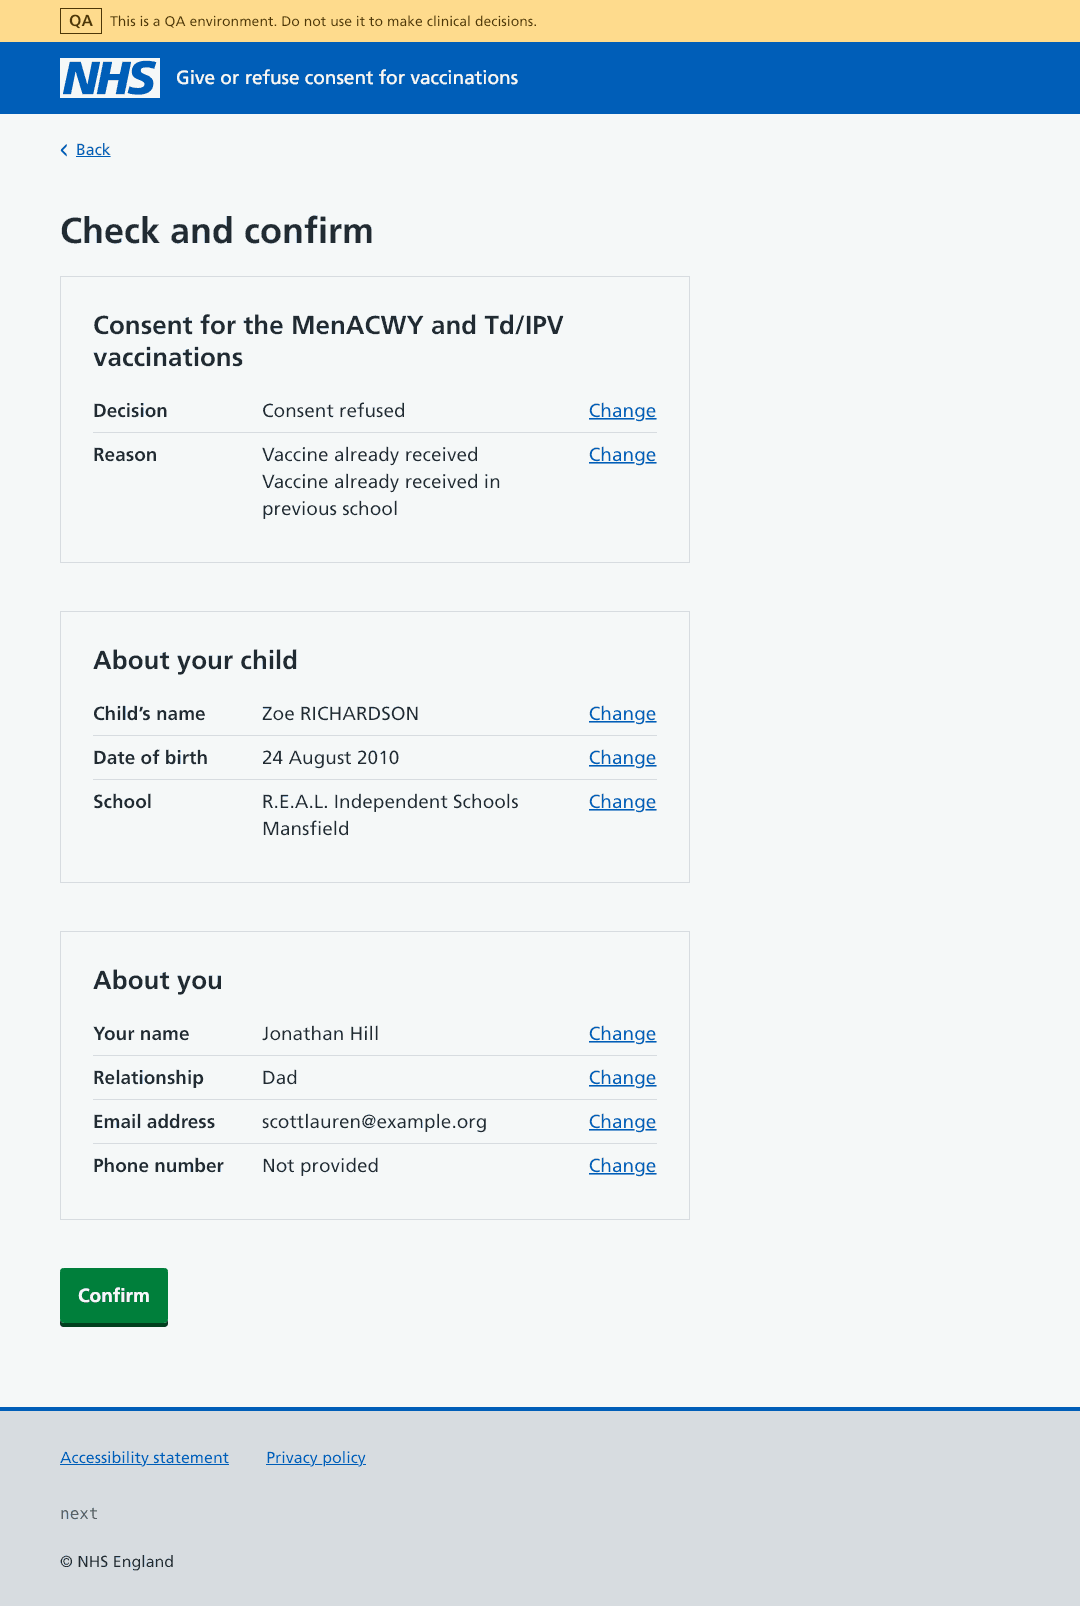 QA This is a QA environment. Do not use it to make clinical decisions.
NHS Give or refuse consent for vaccinations
Back
Check and confirm
Consent for the MenACWY and Td/IPV
vaccinations
Decision Consent refused Change
Reason Vaccine already received Change
Vaccine already received in
previous school
About your child
Child’s name Zoe RICHARDSON Change
Date of birth 24 August 2010 Change
School R.E.A.L. Independent Schools Change
Mansfield
About you
Your name Jonathan Hill Change
Relationship Dad Change
Email address scottlauren@example.org Change
Phone number Not provided Change
Confirm
Accessibility statement Privacy policy
next
© NHS England